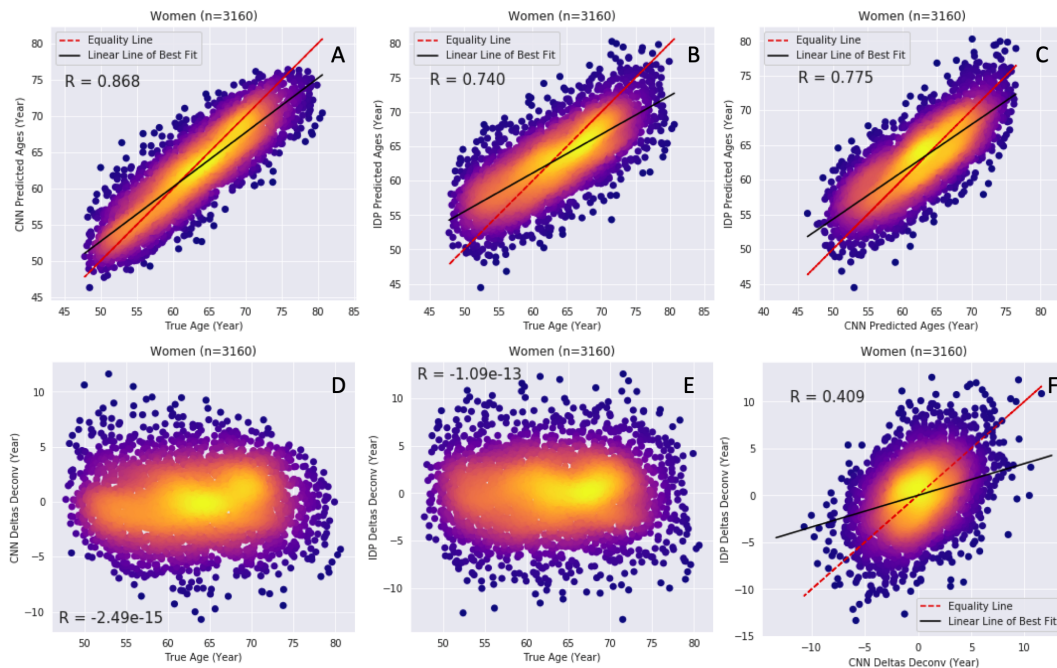 Women (n=3160)
Equality Line
Linear Line of Best Fit
A
R = 0.868
80
75
70
65
60
55
50
45
CNN Predicted Ages (Year)
45 50 55 60 65 70 75 80 85
True Age (Year)
Women (n=3160)
Equality Line
Linear Line of Best Fit
B
R = 0.740
80
75
70
65
60
55
50
45
IDP Predicted Ages (Year)
45 50 55 60 65 70 75 80 85
True Age (Year)
Women (n=3160)
Equality Line
Linear Line of Best Fit
C
R = 0.775
80
75
70
65
60
55
50
45
IDP Predicted Ages (Year)
40 45 50 55 60 65 70 75 80
CNN Predicted Ages (Year)
Women (n=3160)
D
10
5
0
−5
−10
CNN Deltas Deconv (Year)
R = -2.49e-15
50 55 60 65 70 75 80
True Age (Year)
Women (n=3160)
R = -1.09e-13
E
10
5
0
−5
−10
IDP Deltas Deconv (Year)
50 55 60 65 70 75 80
True Age (Year)
Women (n=3160)
F
R = 0.409
10
5
0
−5
−10
−15
IDP Deltas Deconv (Year)
Equality Line
Linear Line of Best Fit
−10 −5 0 5 10
CNN Deltas Deconv (Year)